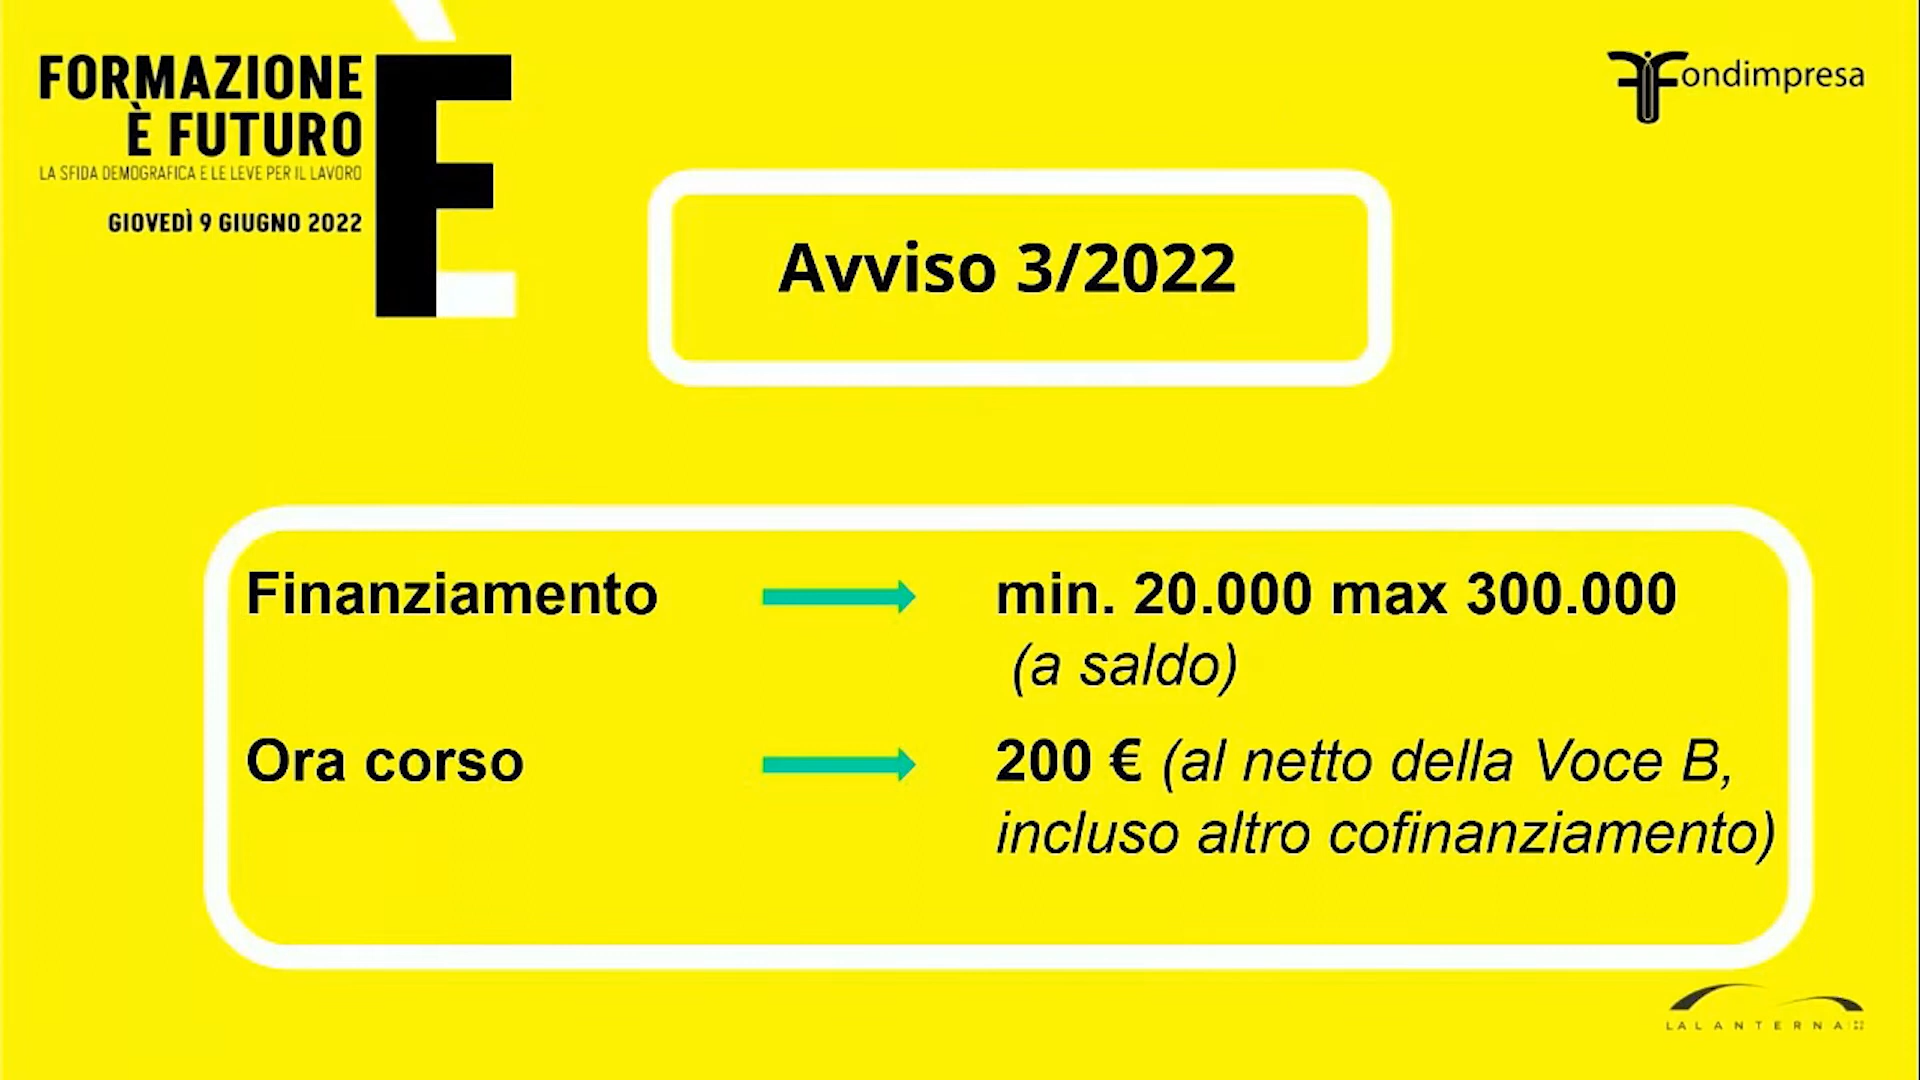 FORMAZIONE
È FUTURO
LA SFIDA DEMOGRAFICA E LE LEVE PER IL LAVORO
GIOVEDÌ 9 GIUGNO 2022
È
Fondimpresa
Avviso 3/2022
Finanziamento min. 20.000 max 300.000
(a saldo)
Ora corso 200 € (al netto della Voce B,
incluso altro cofinanziamento)
LALANTERNA